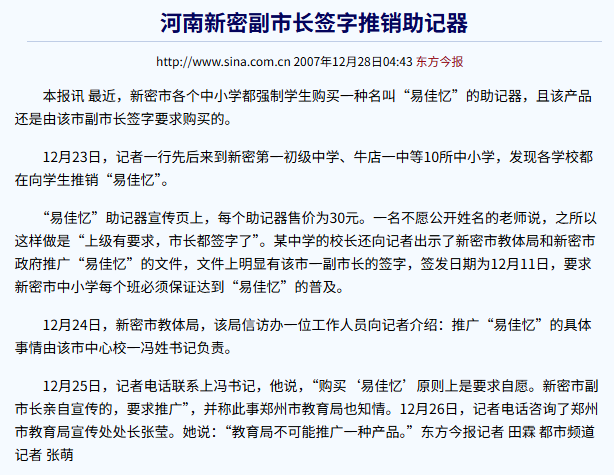 河南新密副市长签字推销助记器
http://www.sina.com.cn 2007年12月28日04:43 东方今报
本报讯 最近，新密市各个中小学都强制学生购买一种名叫“易佳忆”的助记器，且该产品
还是由该市副市长签字要求购买的。
12月23日，记者一行先后来到新密第一初级中学、牛店一中等10所中小学，发现各学校都
在向学生推销“易佳忆”。
“易佳忆”助记器宣传页上，每个助记器售价为30元。一名不愿公开姓名的老师说，之所以
这样做是“上级有要求，市长都签字了”。某中学的校长还向记者出示了新密市教体局和新密市
政府推广“易佳忆”的文件，文件上明显有该市一副市长的签字，签发日期为12月11日，要求
新密市中小学每个班必须保证达到“易佳忆”的普及。
12月24日，新密市教体局，该局信访办一位工作人员向记者介绍：推广“易佳忆”的具体
事情由该市中心校一冯姓书记负责。
12月25日，记者电话联系上冯书记，他说，“购买‘易佳忆’原则上是要求自愿。新密市副
市长亲自宣传的，要求推广”，并称此事郑州市教育局也知情。12月26日，记者电话咨询了郑州
市教育局宣传处处长张莹。她说：“教育局不可能推广一种产品。”东方今报记者 田霖 都市频道
记者 张萌